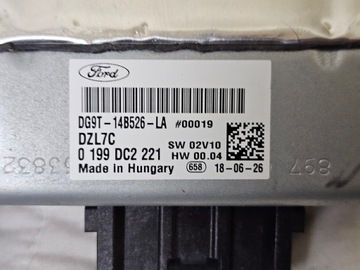 Ford
DG9T-14B526-LA #00019
DZL7C
SW 02V10
0 199 DC2 221
HW 00.04
Made In Hungary 658 18-06-26
897